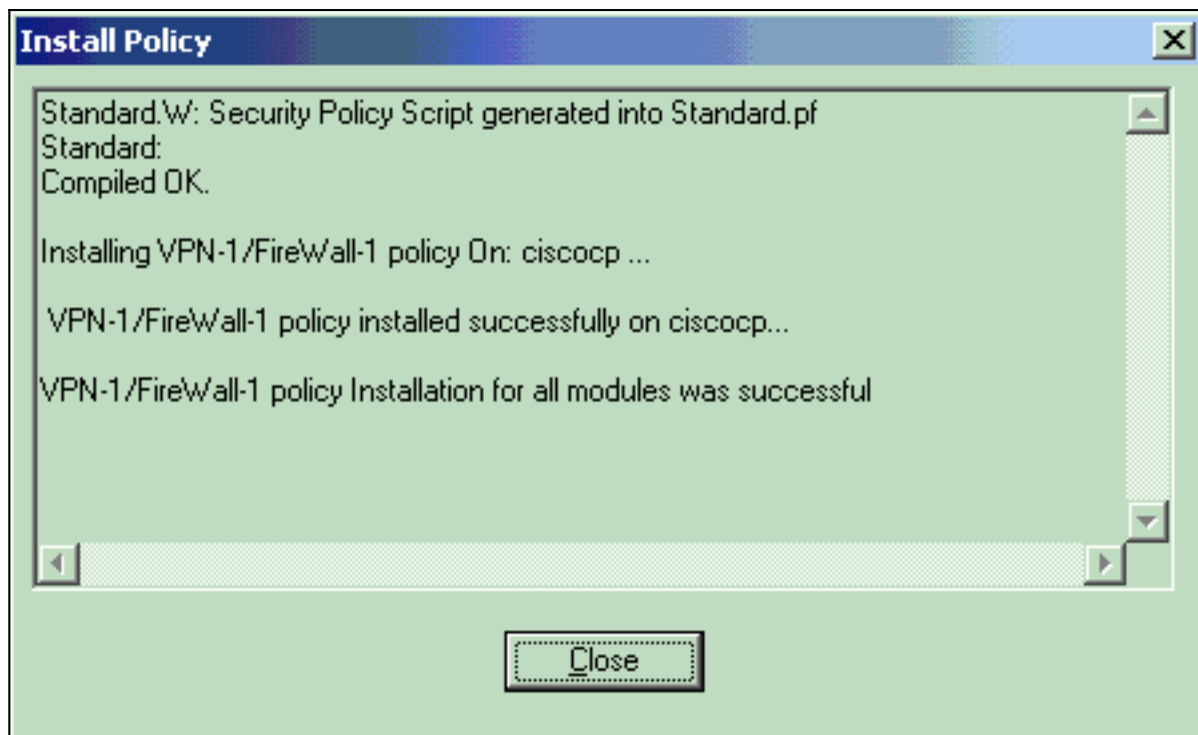 Install Policy
Standard.W: Security Policy Script generated into Standard.pf
Standard:
Compiled OK.
Installing VPN-1/FireWall-1 policy On: ciscocp ...
VPN-1/FireWall-1 policy installed successfully on ciscocp...
VPN-1/FireWall-1 policy Installation for all modules was successful
Close